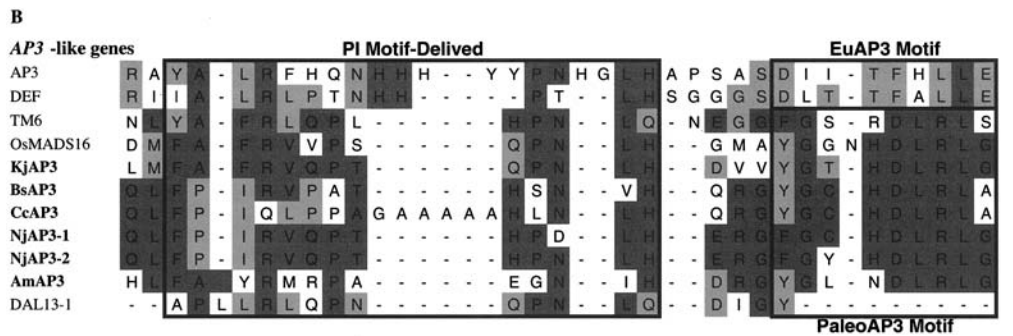 B
AP3 -like genes PI Motif-Delived EuAP3 Motif
AP3 R A Y A - L R F H Q N H H H - - Y Y P N H G L H A P S A S D I I - T F H L L E
DEF R I I A - L R L P T N H H - - - - - - P T - - L H S G G G S D L T - T F A L L E
TM6 N L Y A - F R L Q P L - - - - - - H P N - - L Q - N E G G F G S - R D L R L S
OsMADS16 D M F A - F R V V P S - - - - - - Q P N - - L H - - G M A Y G G N H D L R L G
KjAP3 L M F A - F R V Q P T - - - - - - Q P N - - L H - - D V V Y G T - H D L R L G
BsAP3 Q L F P - I R V P A T - - - - - - H S N - - V H - - Q R G Y G C - H D L R L A
CcAP3 Q L F P - I Q L P P A G A A A A A H L N - - L H - - Q R G Y G C - H D L R L A
NjAP3-1 Q L F P - I R V Q P T - - - - - - H P D - - L H - - E R G F G C - H D L R L G
NjAP3-2 Q L F P - I R V Q P T - - - - - - H P N - - L H - - E R G F G Y - H D L R L G
AmAP3 H L F A - Y R M R P A - - - - - - E G N - - I H - - D R G Y G L - N D L R L G
DAL13-1 - - A P L L R L Q P N - - - - - - Q P N - - L Q - - D I G Y - - - - - - - - -
PaleoAP3 Motif